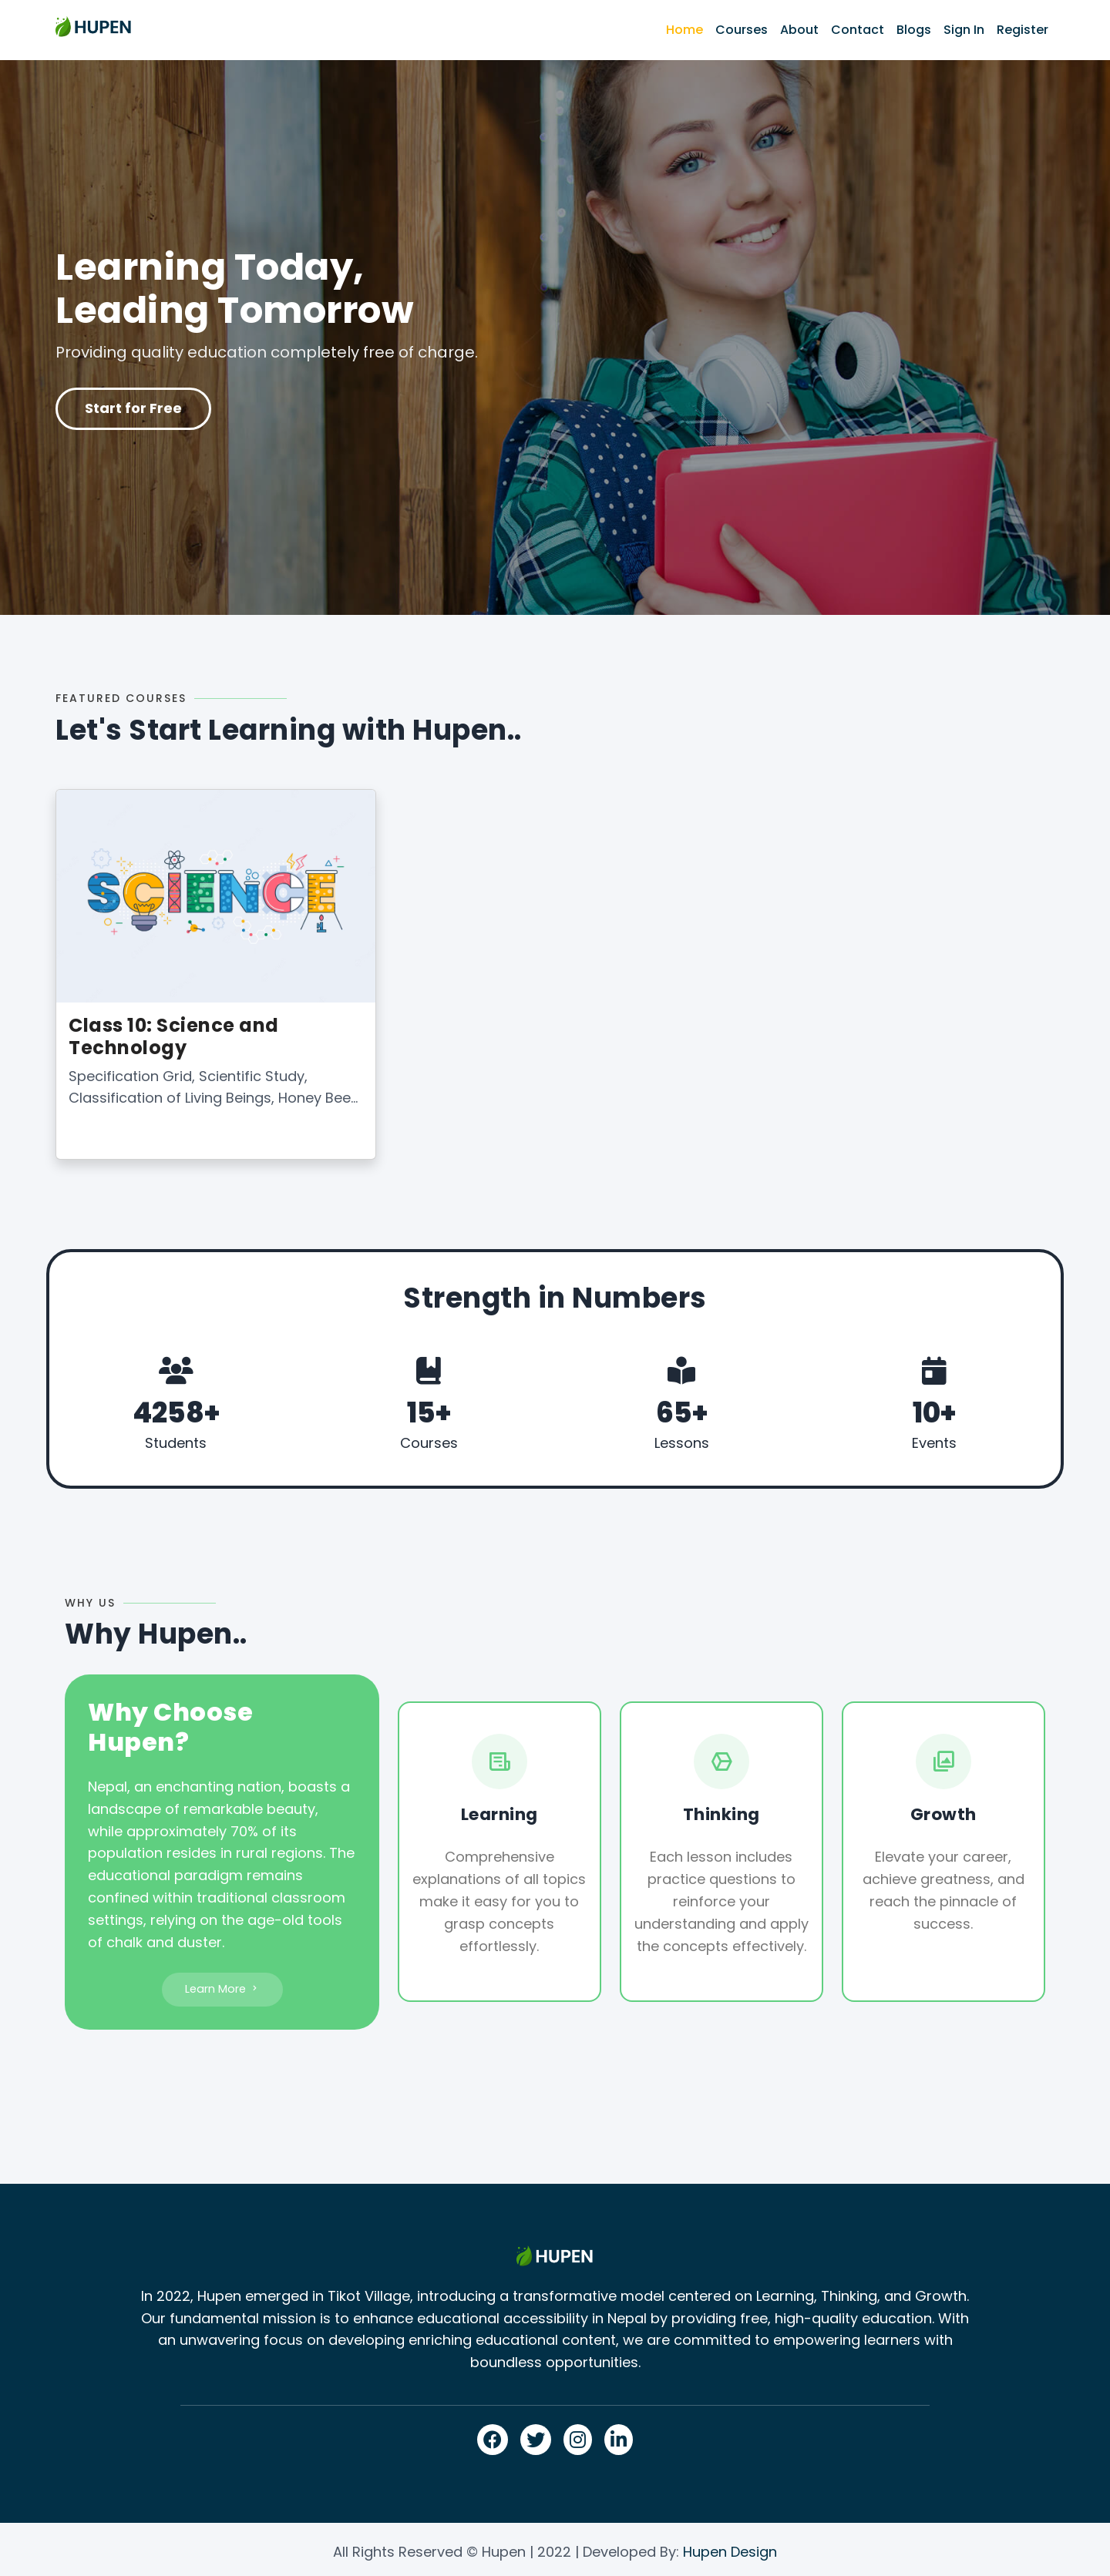 HUPEN
Home Courses About Contact Blogs Sign In Register
Learning Today,
Leading Tomorrow
Providing quality education completely free of charge.
Start for Free
FEATURED COURSES
Let's Start Learning with Hupen..
SCIENCE
Class 10: Science and
Technology
Specification Grid, Scientific Study,
Classification of Living Beings, Honey Bee...
Strength in Numbers
4258+
Students
15+
Courses
65+
Lessons
10+
Events
WHY US
Why Hupen..
Why Choose
Hupen?
Nepal, an enchanting nation, boasts a
landscape of remarkable beauty,
while approximately 70% of its
population resides in rural regions. The
educational paradigm remains
confined within traditional classroom
settings, relying on the age-old tools
of chalk and duster.
Learn More
Learning
Comprehensive
explanations of all topics
make it easy for you to
grasp concepts
effortlessly.
Thinking
Each lesson includes
practice questions to
reinforce your
understanding and apply
the concepts effectively.
Growth
Elevate your career,
achieve greatness, and
reach the pinnacle of
success.
HUPEN
In 2022, Hupen emerged in Tikot Village, introducing a transformative model centered on Learning, Thinking, and Growth.
Our fundamental mission is to enhance educational accessibility in Nepal by providing free, high-quality education. With
an unwavering focus on developing enriching educational content, we are committed to empowering learners with
boundless opportunities.
All Rights Reserved © Hupen | 2022 | Developed By: Hupen Design